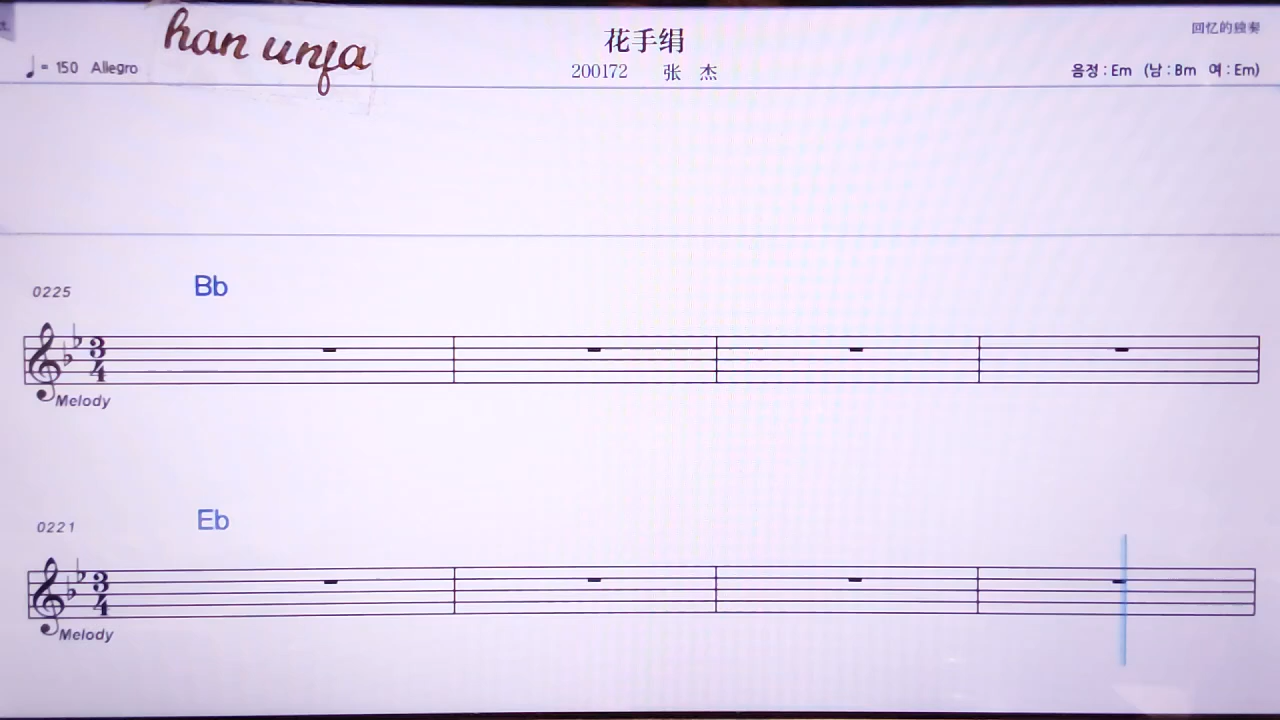 han unja
花手绢
回忆的独奏
♩= 150 Allegro
200172 张 杰
음정 : Em (남 : Bm 여 : Em)
0225
Bb
3
4
Melody
0221
Eb
3
4
Melody